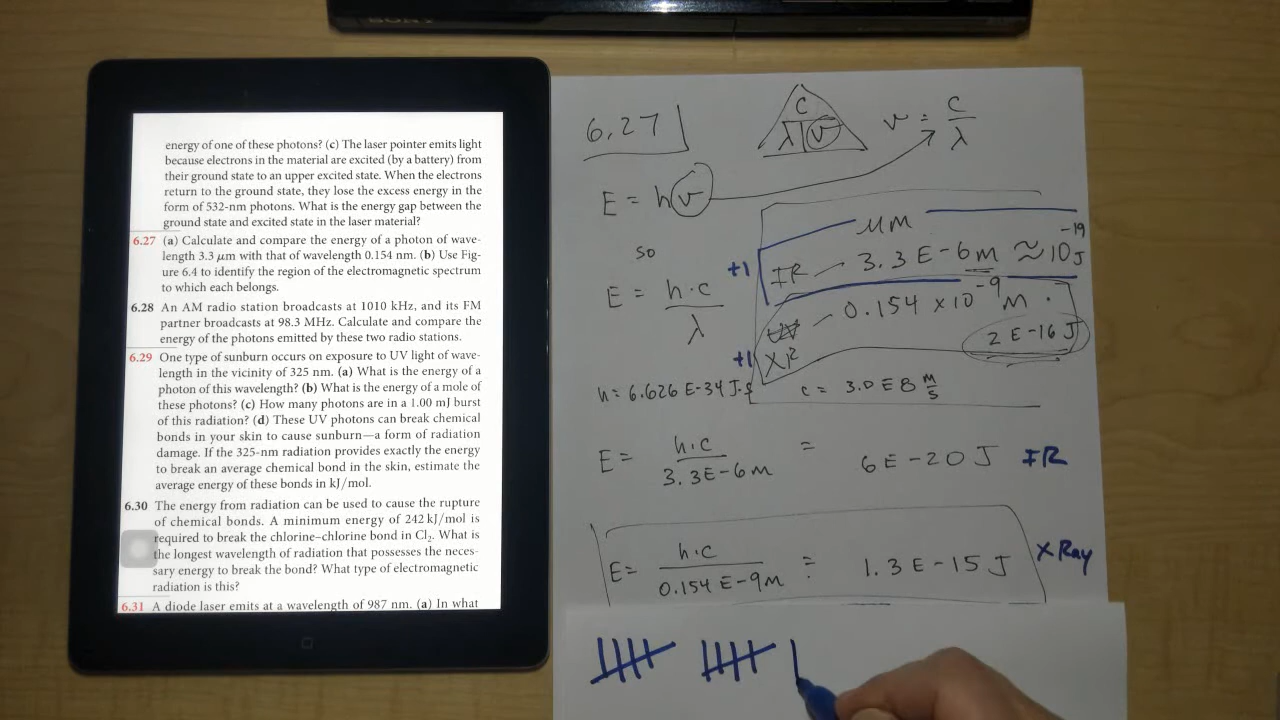 SONY
energy of one of these photons? (c) The laser pointer emits light
because electrons in the material are excited (by a battery) from
their ground state to an upper excited state. When the electrons
return to the ground state, they lose the excess energy in the
form of 532-nm photons. What is the energy gap between the
ground state and excited state in the laser material?
6.27 (a) Calculate and compare the energy of a photon of wave-
length 3.3 μm with that of wavelength 0.154 nm. (b) Use Fig-
ure 6.4 to identify the region of the electromagnetic spectrum
to which each belongs.
6.28 An AM radio station broadcasts at 1010 kHz, and its FM
partner broadcasts at 98.3 MHz. Calculate and compare the
energy of the photons emitted by these two radio stations.
6.29 One type of sunburn occurs on exposure to UV light of wave-
length in the vicinity of 325 nm. (a) What is the energy of a
photon of this wavelength? (b) What is the energy of a mole of
these photons? (c) How many photons are in a 1.00 mJ burst
of this radiation? (d) These UV photons can break chemical
bonds in your skin to cause sunburn—a form of radiation
damage. If the 325-nm radiation provides exactly the energy
to break an average chemical bond in the skin, estimate the
average energy of these bonds in kJ/mol.
6.30 The energy from radiation can be used to cause the rupture
of chemical bonds. A minimum energy of 242 kJ/mol is
required to break the chlorine–chlorine bond in Cl₂. What is
the longest wavelength of radiation that possesses the neces-
sary energy to break the bond? What type of electromagnetic
radiation is this?
6.31 A diode laser emits at a wavelength of 987 nm. (a) In what
6.27
C
λ ν
ν = C/λ
E = hν
so
E = h·c/λ
μm
+1 IR — 3.3 E-6m ≈ 10⁻¹⁹ J
UV — 0.154 x10⁻⁹ m.
+1
2 E-16 J
h = 6.626 E-34 J·s c = 3.0 E8 m/s
E = h·c/3.3E-6m = 6E-20 J IR
E = h·c/0.154 E-9m = 1.3 E-15 J X Ray